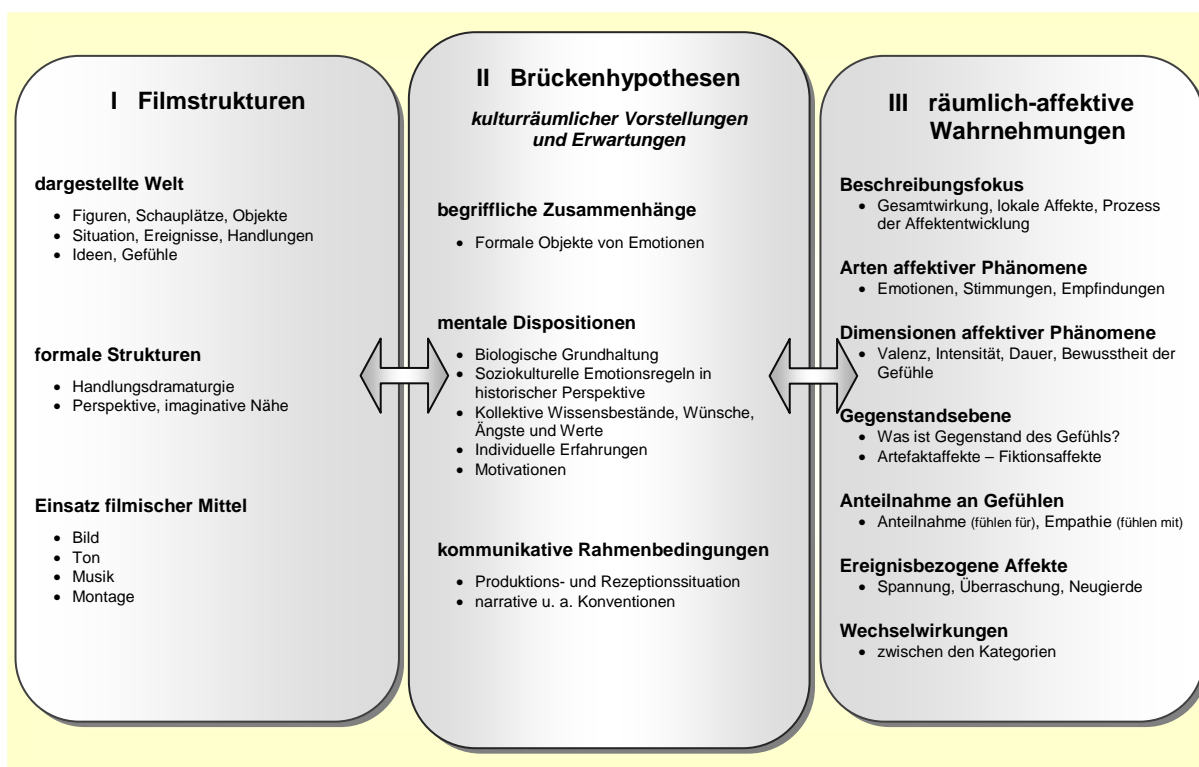 I Filmstrukturen
dargestellte Welt
• Figuren, Schauplätze, Objekte
• Situation, Ereignisse, Handlungen
• Ideen, Gefühle
formale Strukturen
• Handlungsdramaturgie
• Perspektive, imaginative Nähe
Einsatz filmischer Mittel
• Bild
• Ton
• Musik
• Montage
II Brückenhypothesen
kulturräumlicher Vorstellungen
und Erwartungen
begriffliche Zusammenhänge
• Formale Objekte von Emotionen
mentale Dispositionen
• Biologische Grundhaltung
• Soziokulturelle Emotionsregeln in
historischer Perspektive
• Kollektive Wissensbestände, Wünsche,
Ängste und Werte
• Individuelle Erfahrungen
• Motivationen
kommunikative Rahmenbedingungen
• Produktions- und Rezeptionssituation
• narrative u. a. Konventionen
III räumlich-affektive
Wahrnehmungen
Beschreibungsfokus
• Gesamtwirkung, lokale Affekte, Prozess
der Affektentwicklung
Arten affektiver Phänomene
• Emotionen, Stimmungen, Empfindungen
Dimensionen affektiver Phänomene
• Valenz, Intensität, Dauer, Bewusstheit der
Gefühle
Gegenstandsebene
• Was ist Gegenstand des Gefühls?
• Artefaktaffekte – Fiktionsaffekte
Anteilnahme an Gefühlen
• Anteilnahme (fühlen für), Empathie (fühlen mit)
Ereignisbezogene Affekte
• Spannung, Überraschung, Neugierde
Wechselwirkungen
• zwischen den Kategorien